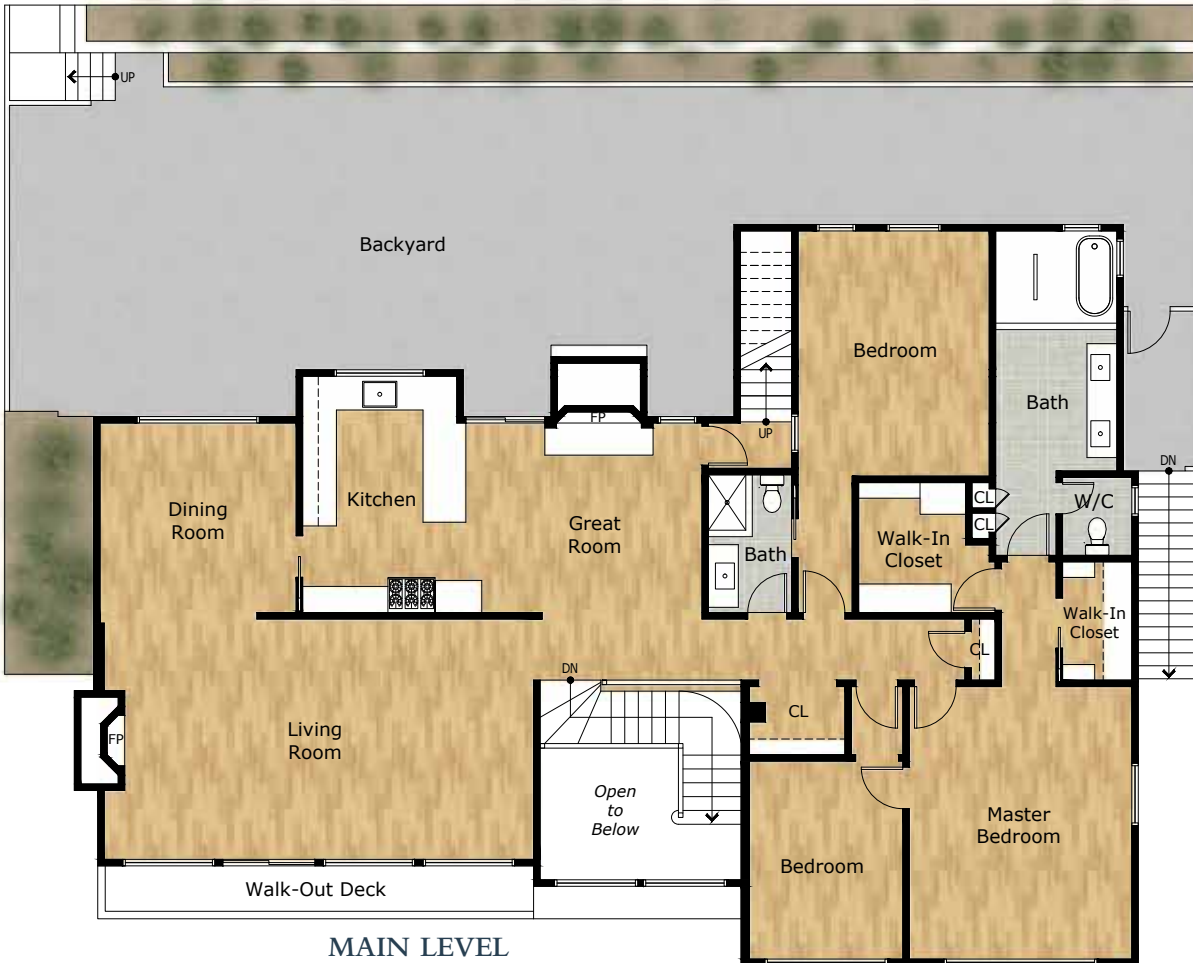 UP
Backyard
Bedroom
FP
UP
Bath
DN
Dining
Room
Kitchen
Great
Room
Bath
Walk-In
Closet
CL
CL
W/C
Walk-In
Closet
CL
DN
CL
Living
Room
FP
Open
to
Below
Master
Bedroom
Bedroom
Walk-Out Deck
MAIN LEVEL